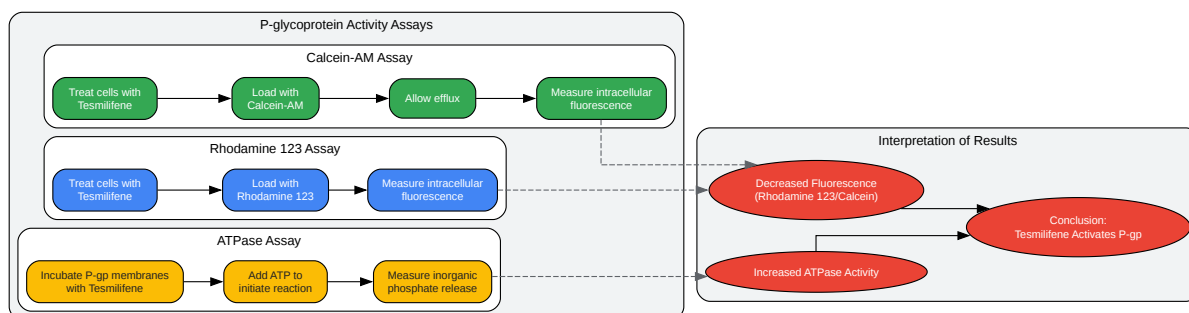 P-glycoprotein Activity Assays
Calcein-AM Assay
Treat cells with
Tesmilifene
Load with
Calcein-AM
Allow efflux
Measure intracellular
fluorescence
Rhodamine 123 Assay
Treat cells with
Tesmilifene
Load with
Rhodamine 123
Measure intracellular
fluorescence
ATPase Assay
Incubate P-gp membranes
with Tesmilifene
Add ATP to
initiate reaction
Measure inorganic
phosphate release
Interpretation of Results
Decreased Fluorescence
(Rhodamine 123/Calcein)
Increased ATPase Activity
Conclusion:
Tesmilifene Activates P-gp